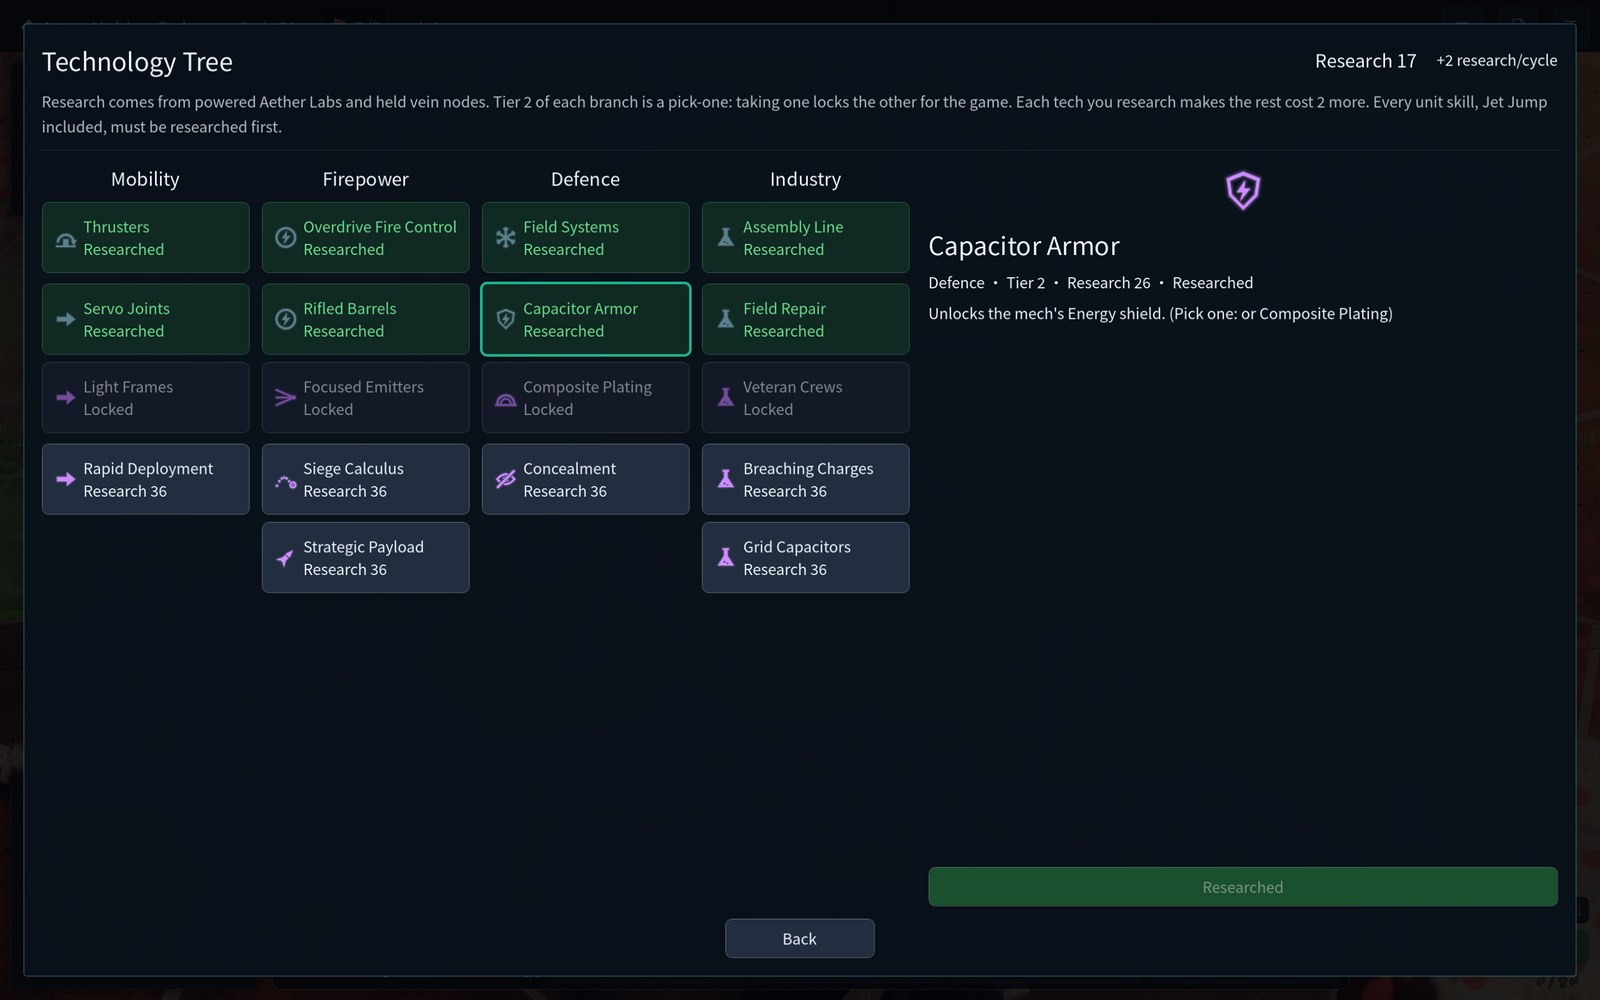 Technology Tree
Research 17
+2 research/cycle
Research comes from powered Aether Labs and held vein nodes. Tier 2 of each branch is a pick-one: taking one locks the other for the game. Each tech you research makes the rest cost 2 more. Every unit skill, Jet Jump
included, must be researched first.
Mobility
Firepower
Defence
Industry
Thrusters
Researched
Overdrive Fire Control
Researched
Field Systems
Researched
Assembly Line
Researched
Servo Joints
Researched
Rifled Barrels
Researched
Capacitor Armor
Researched
Field Repair
Researched
Light Frames
Locked
Focused Emitters
Locked
Composite Plating
Locked
Veteran Crews
Locked
Rapid Deployment
Research 36
Siege Calculus
Research 36
Concealment
Research 36
Breaching Charges
Research 36
Strategic Payload
Research 36
Grid Capacitors
Research 36
Capacitor Armor
Defence • Tier 2 • Research 26 • Researched
Unlocks the mech's Energy shield. (Pick one: or Composite Plating)
Researched
Back